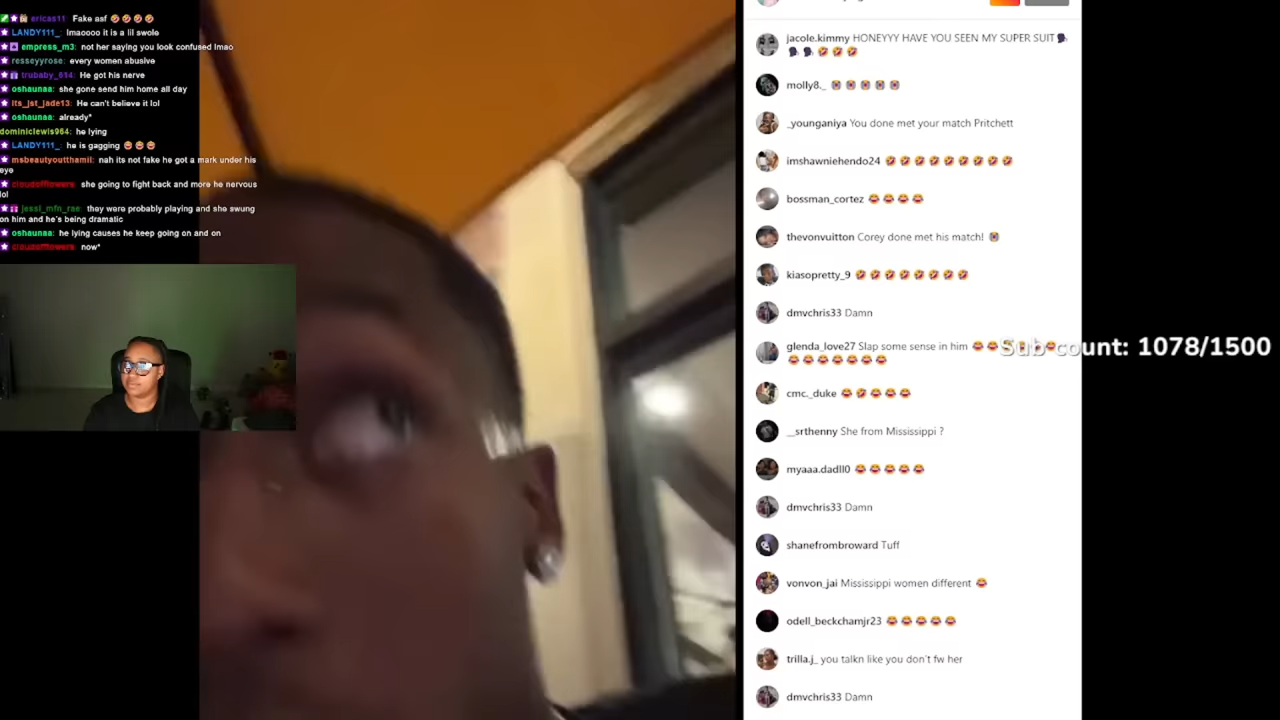 ericas11 Fake asf 🤣🤣🤣🤣
LANDY111_: lmaoooo it is a lil swole
empress_m3: not her saying you look confused lmao
resseyyrose: every women abusive
trubaby_614: He got his nerve
oshaunaa: she gone send him home all day
its_jst_jade13: He can't believe it lol
oshaunaa: already*
dominiclewis964: he lying
LANDY111_: he is gagging
msbeautyoutthamil: nah its not fake he got a mark under his
eye
cloudofflowers: she going to fight back and more he nervous
lol
jessi_mfn_rae: they were probably playing and she swung
on him and he's being dramatic
oshaunaa: he lying causes he keep going on and on
cloudofflowers: now*
jacole.kimmy HONEYYY HAVE YOU SEEN MY SUPER SUIT🗣
🗣🗣🤣🤣🤣
molly8._ 😭😭😭😭😭
_younganiya You done met your match Pritchett
imshawniehendo24 🤣🤣🤣🤣🤣🤣🤣🤣🤣
bossman_cortez 😂😂😂😂
thevonvuitton Corey done met his match! 😭
kiasopretty_9 🤣🤣🤣🤣🤣🤣🤣🤣
dmvchris33 Damn
glenda_love27 Slap some sense in him 😂😂
😂😂😂😂😂😂😂
Sub count: 1078/1500
cmc._duke 😂🤣😂😂😂
__srthenny She from Mississippi ?
myaaa.dadll0 😂😂😂😂😂
dmvchris33 Damn
shanefrombroward Tuff
vonvon_jai Mississippi women different 😂
odell_beckchamjr23 😂😂😂😂😂
trilla.j_ you talkn like you don't fw her
dmvchris33 Damn